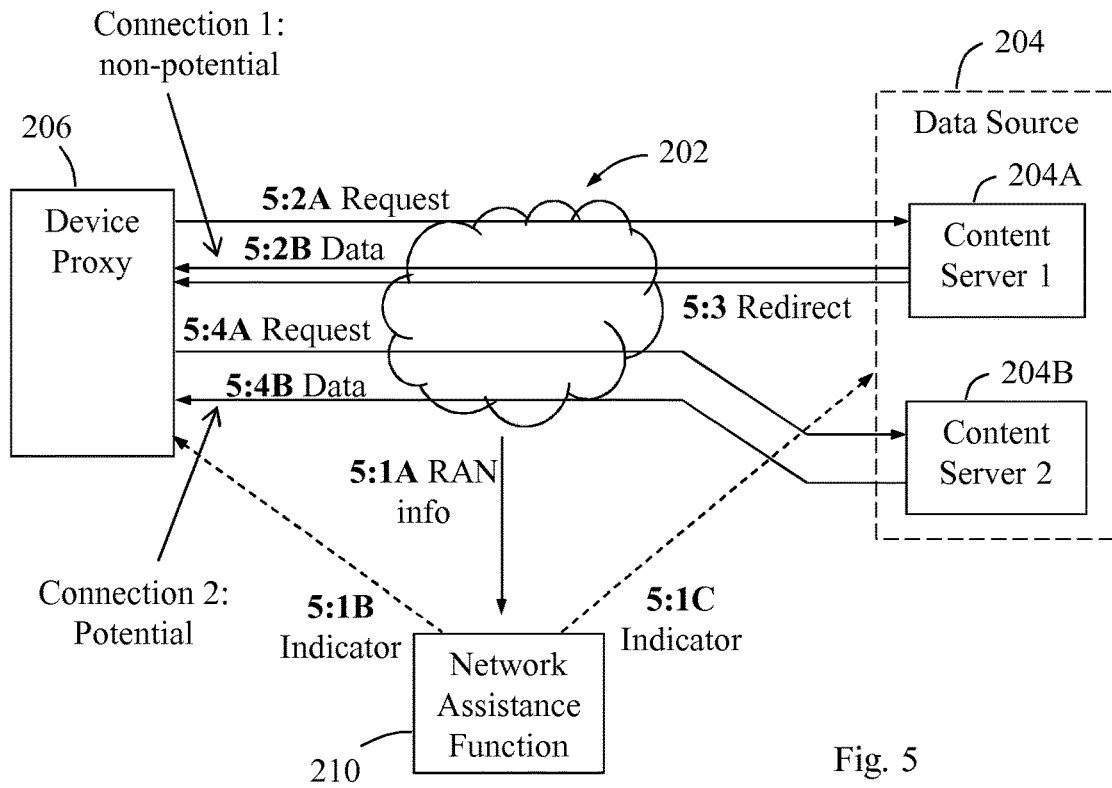 Connection 1:
non-potential
204
206
202
Data Source
204A
Device
Proxy
5:2A Request
Content
Server 1
5:2B Data
5:3 Redirect
5:4A Request
204B
5:4B Data
Content
Server 2
5:1A RAN
info
Connection 2:
Potential
5:1B
Indicator
5:1C
Indicator
Network
Assistance
Function
210
Fig. 5